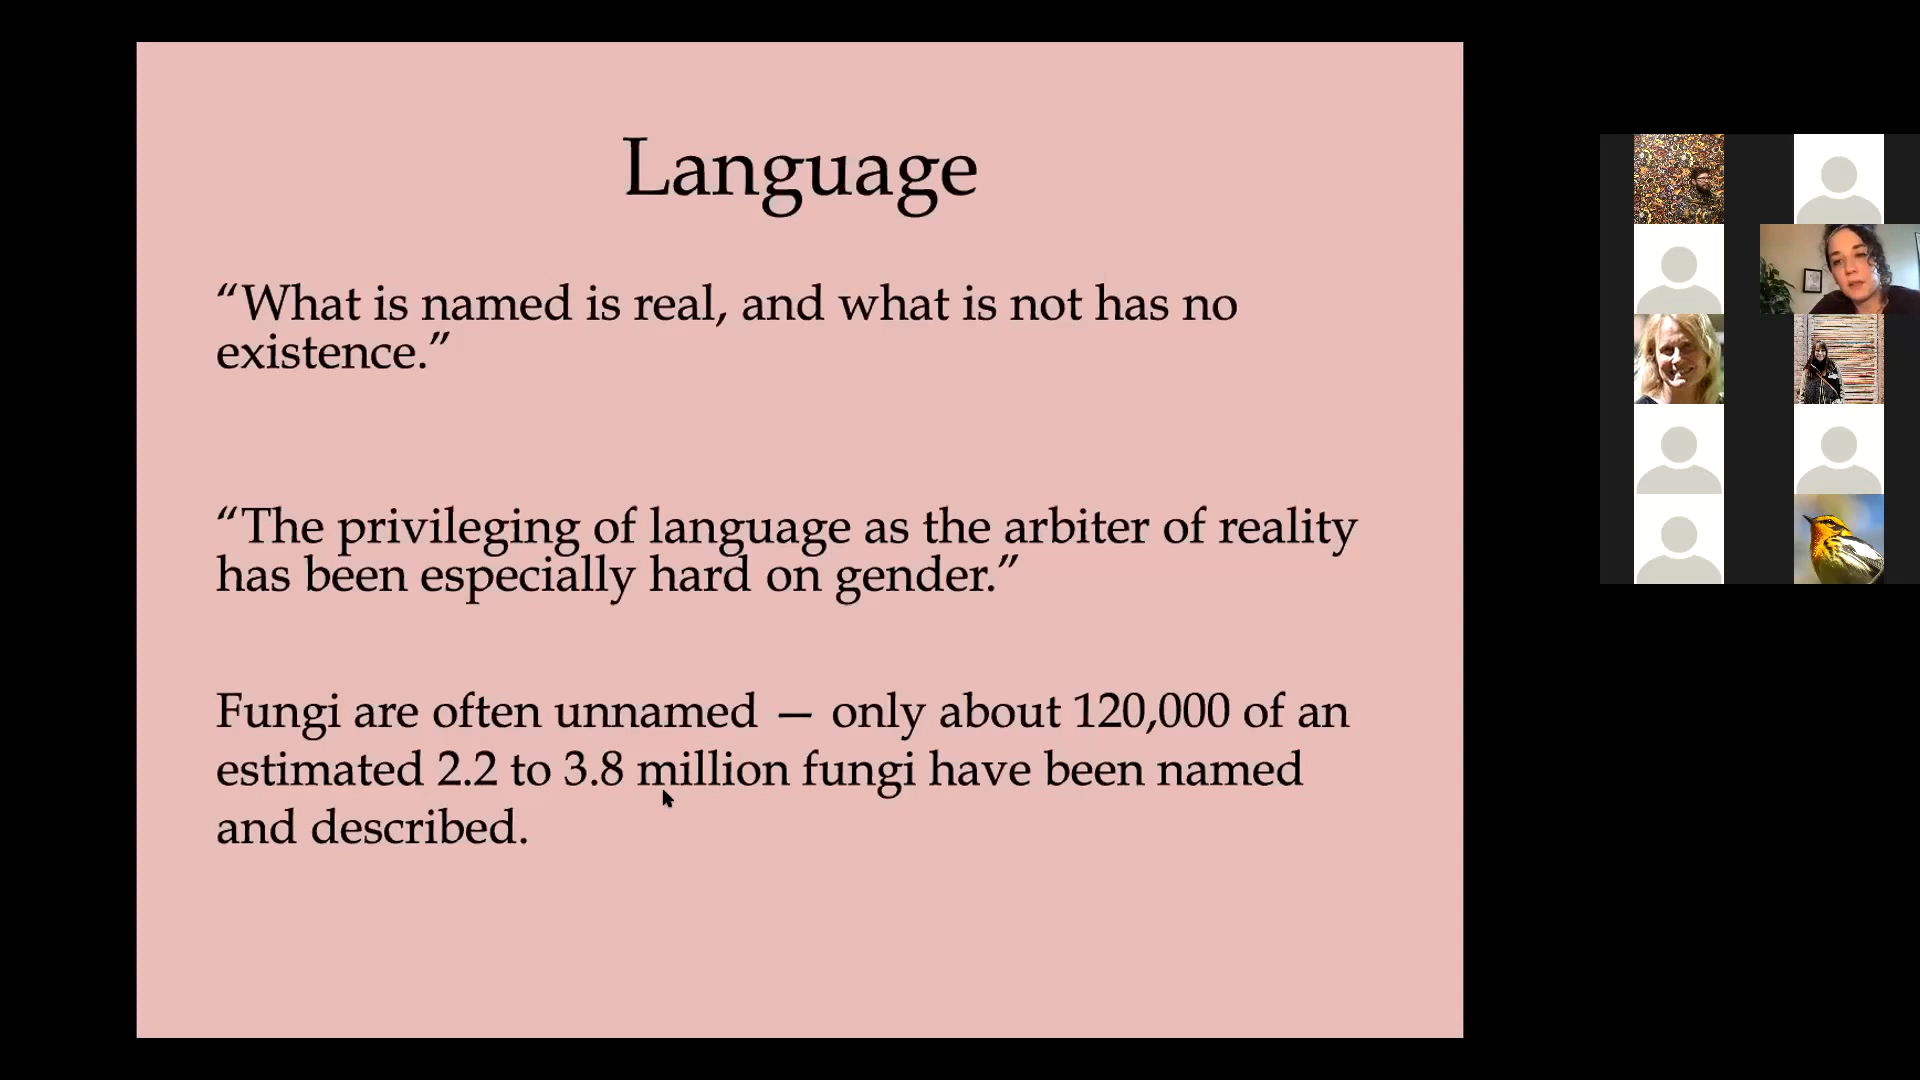 Language
“What is named is real, and what is not has no
existence.”
“The privileging of language as the arbiter of reality
has been especially hard on gender.”
Fungi are often unnamed — only about 120,000 of an
estimated 2.2 to 3.8 million fungi have been named
and described.